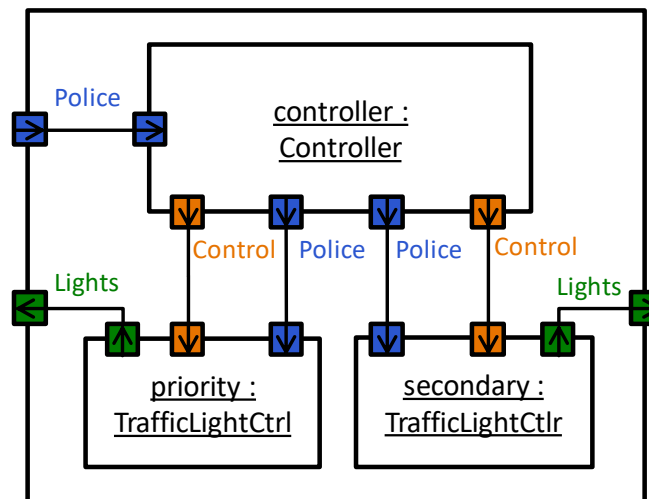 Police
controller :
Controller
Control
Police
Police
Control
Lights
Lights
priority :
TrafficLightCtrl
secondary :
TrafficLightCtlr